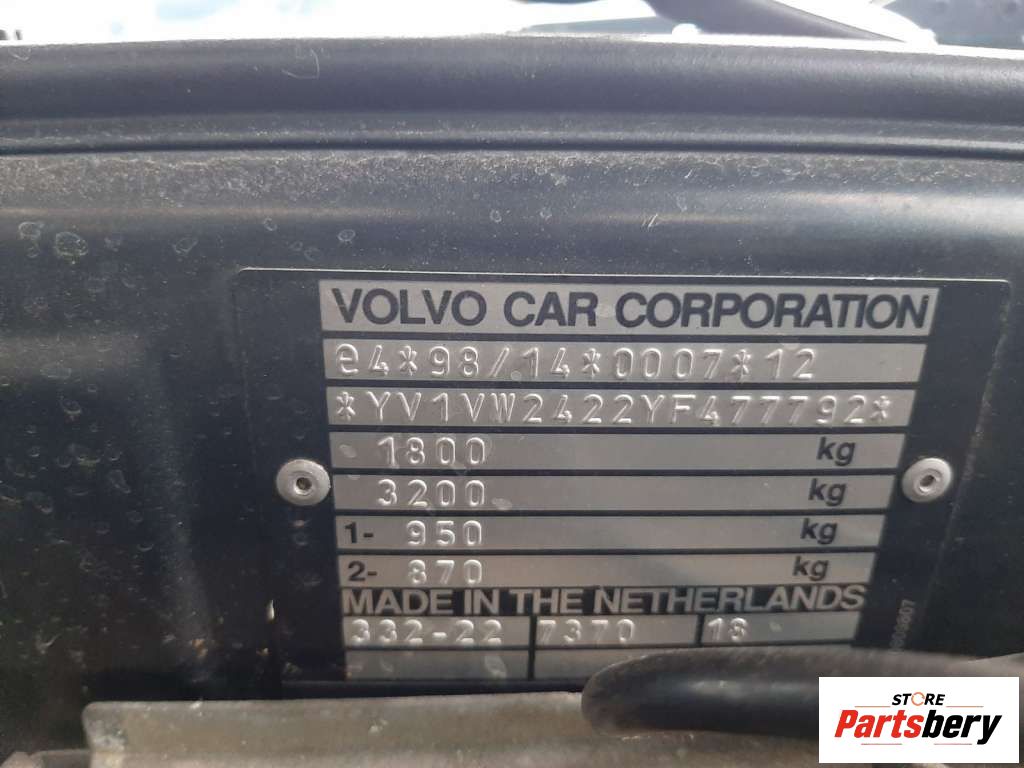 VOLVO CAR CORPORATION
e4*98/14*0007*12
*YV1VW2422YF477792*
1800 kg
3200 kg
1- 950 kg
2- 870 kg
MADE IN THE NETHERLANDS
332-22 7370 18
STORE
Partsbery